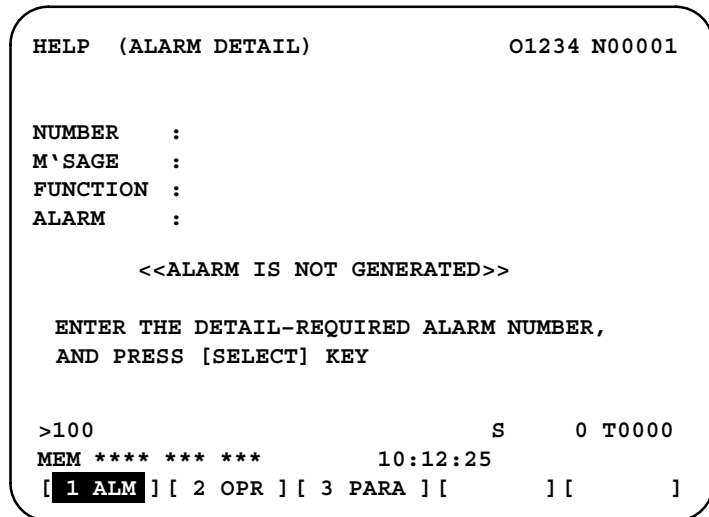 HELP (ALARM DETAIL) O1234 N00001
NUMBER :
M‘SAGE :
FUNCTION :
ALARM :
<<ALARM IS NOT GENERATED>>
ENTER THE DETAIL–REQUIRED ALARM NUMBER,
AND PRESS [SELECT] KEY
>100 S 0 T0000
MEM **** *** *** 10:12:25
[ 1 ALM ] [ 2 OPR ] [ 3 PARA ] [ ] [ ]